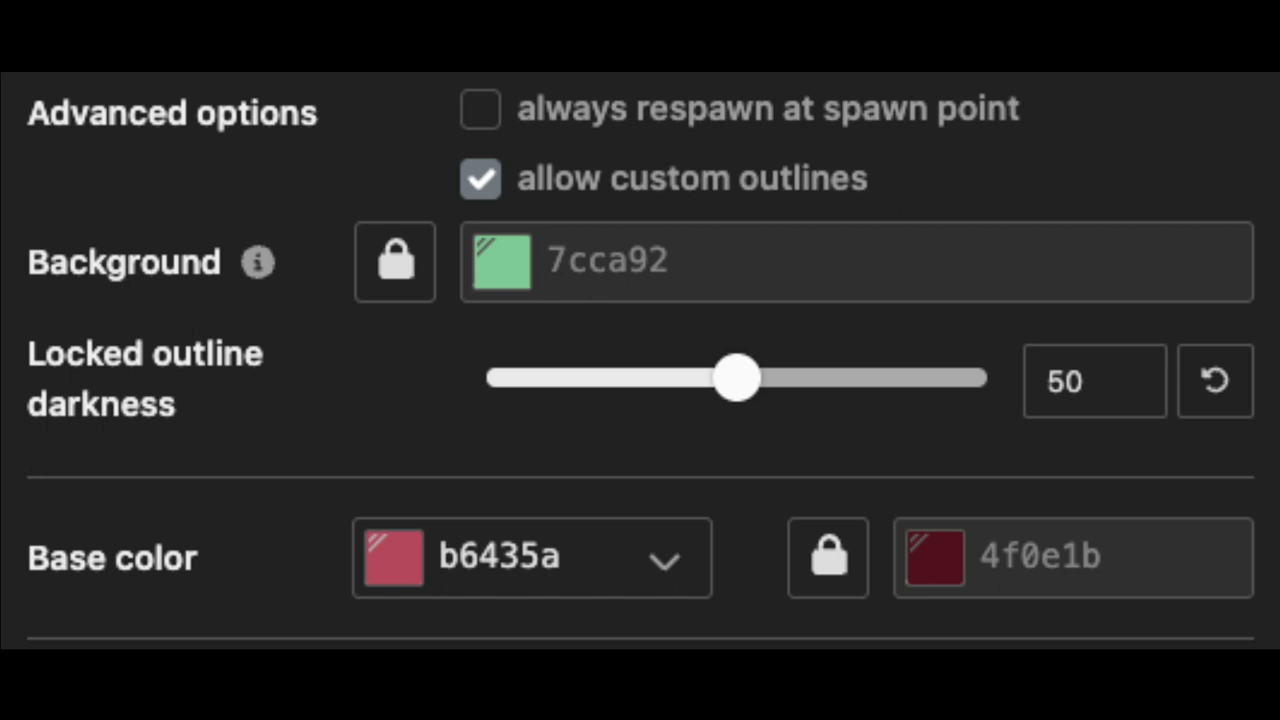 Advanced options
always respawn at spawn point
allow custom outlines
Background
7cca92
Locked outline
darkness
50
Base color
b6435a
4f0e1b